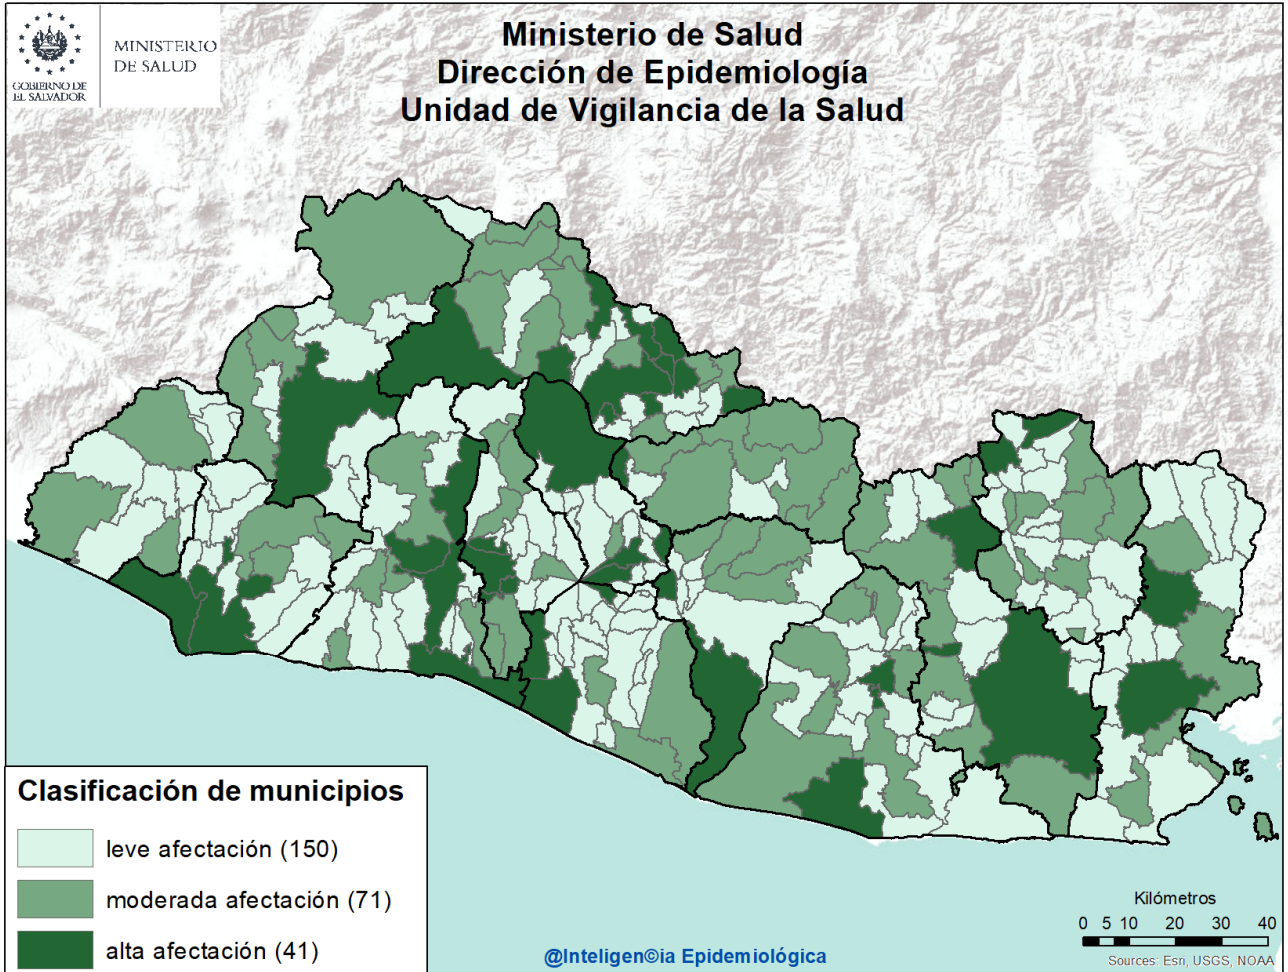 GOBIERNO DE
EL SALVADOR
MINISTERIO
DE SALUD
Ministerio de Salud
Dirección de Epidemiología
Unidad de Vigilancia de la Salud
Clasificación de municipios
leve afectación (150)
moderada afectación (71)
alta afectación (41)
@Inteligen©ia Epidemiológica
Kilómetros
0 5 10 20 30 40
Sources: Esri, USGS, NOAA